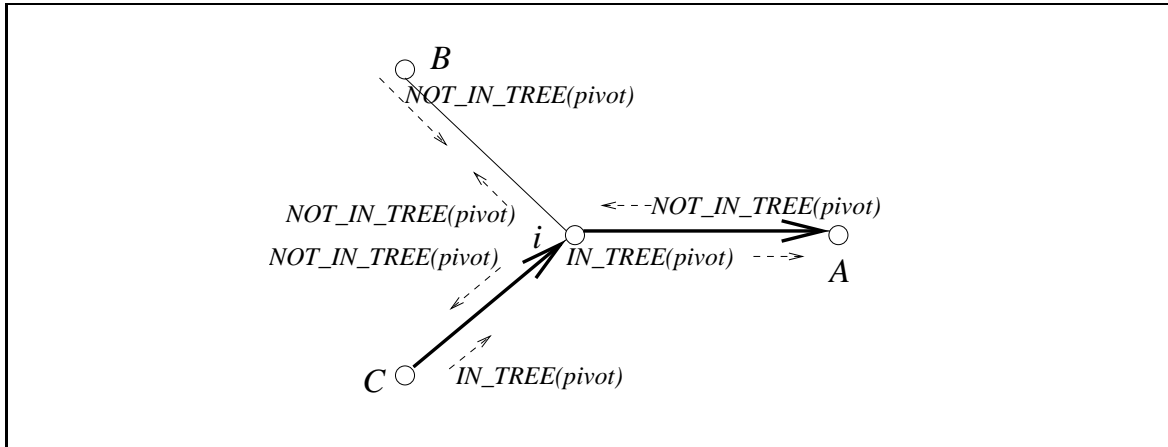 B
NOT_IN_TREE(pivot)
NOT_IN_TREE(pivot)
NOT_IN_TREE(pivot)
i
NOT_IN_TREE(pivot)
IN_TREE(pivot)
A
C
IN_TREE(pivot)